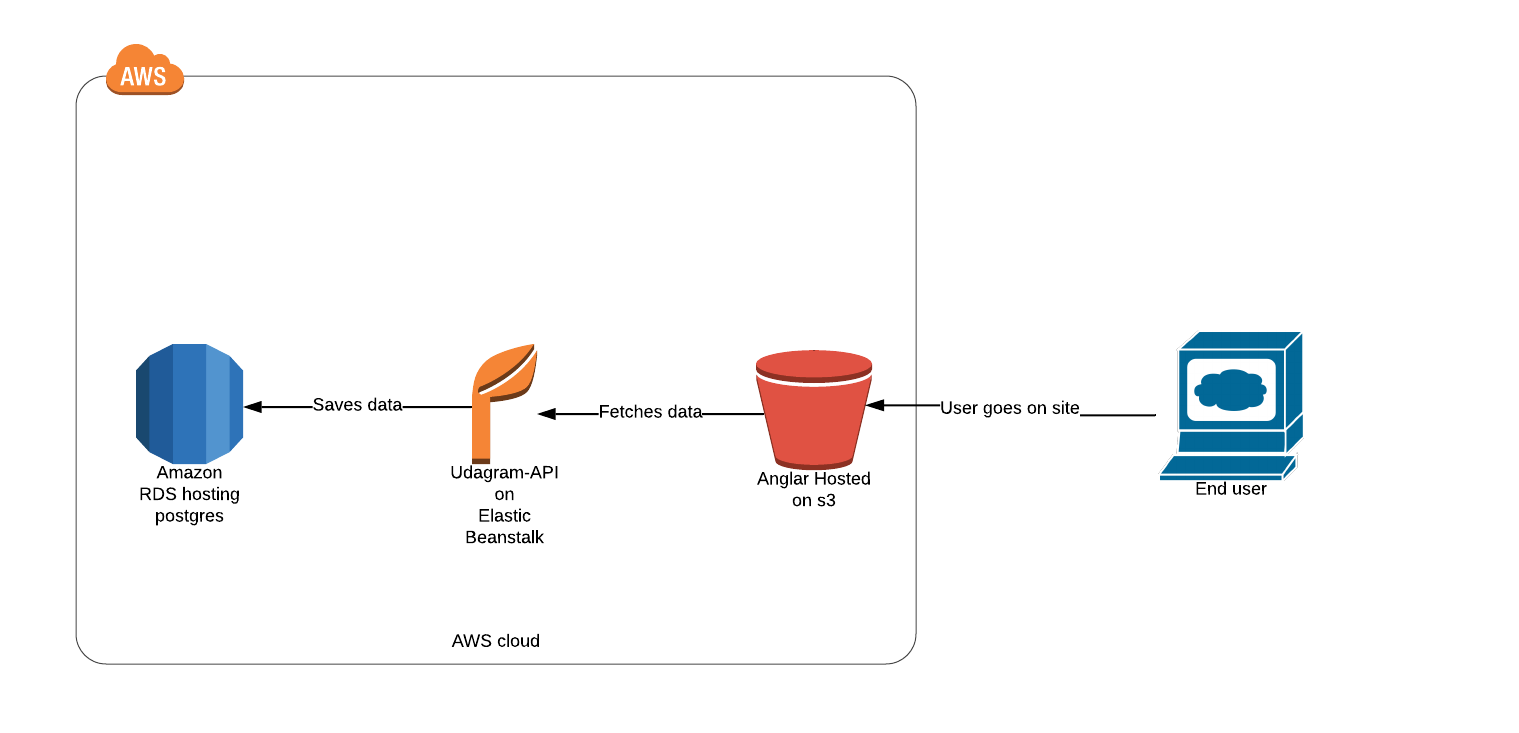 AWS
Saves data
Fetches data
User goes on site
Amazon
RDS hosting
postgres
Udagram-API
on
Elastic
Beanstalk
Anglar Hosted
on s3
End user
AWS cloud